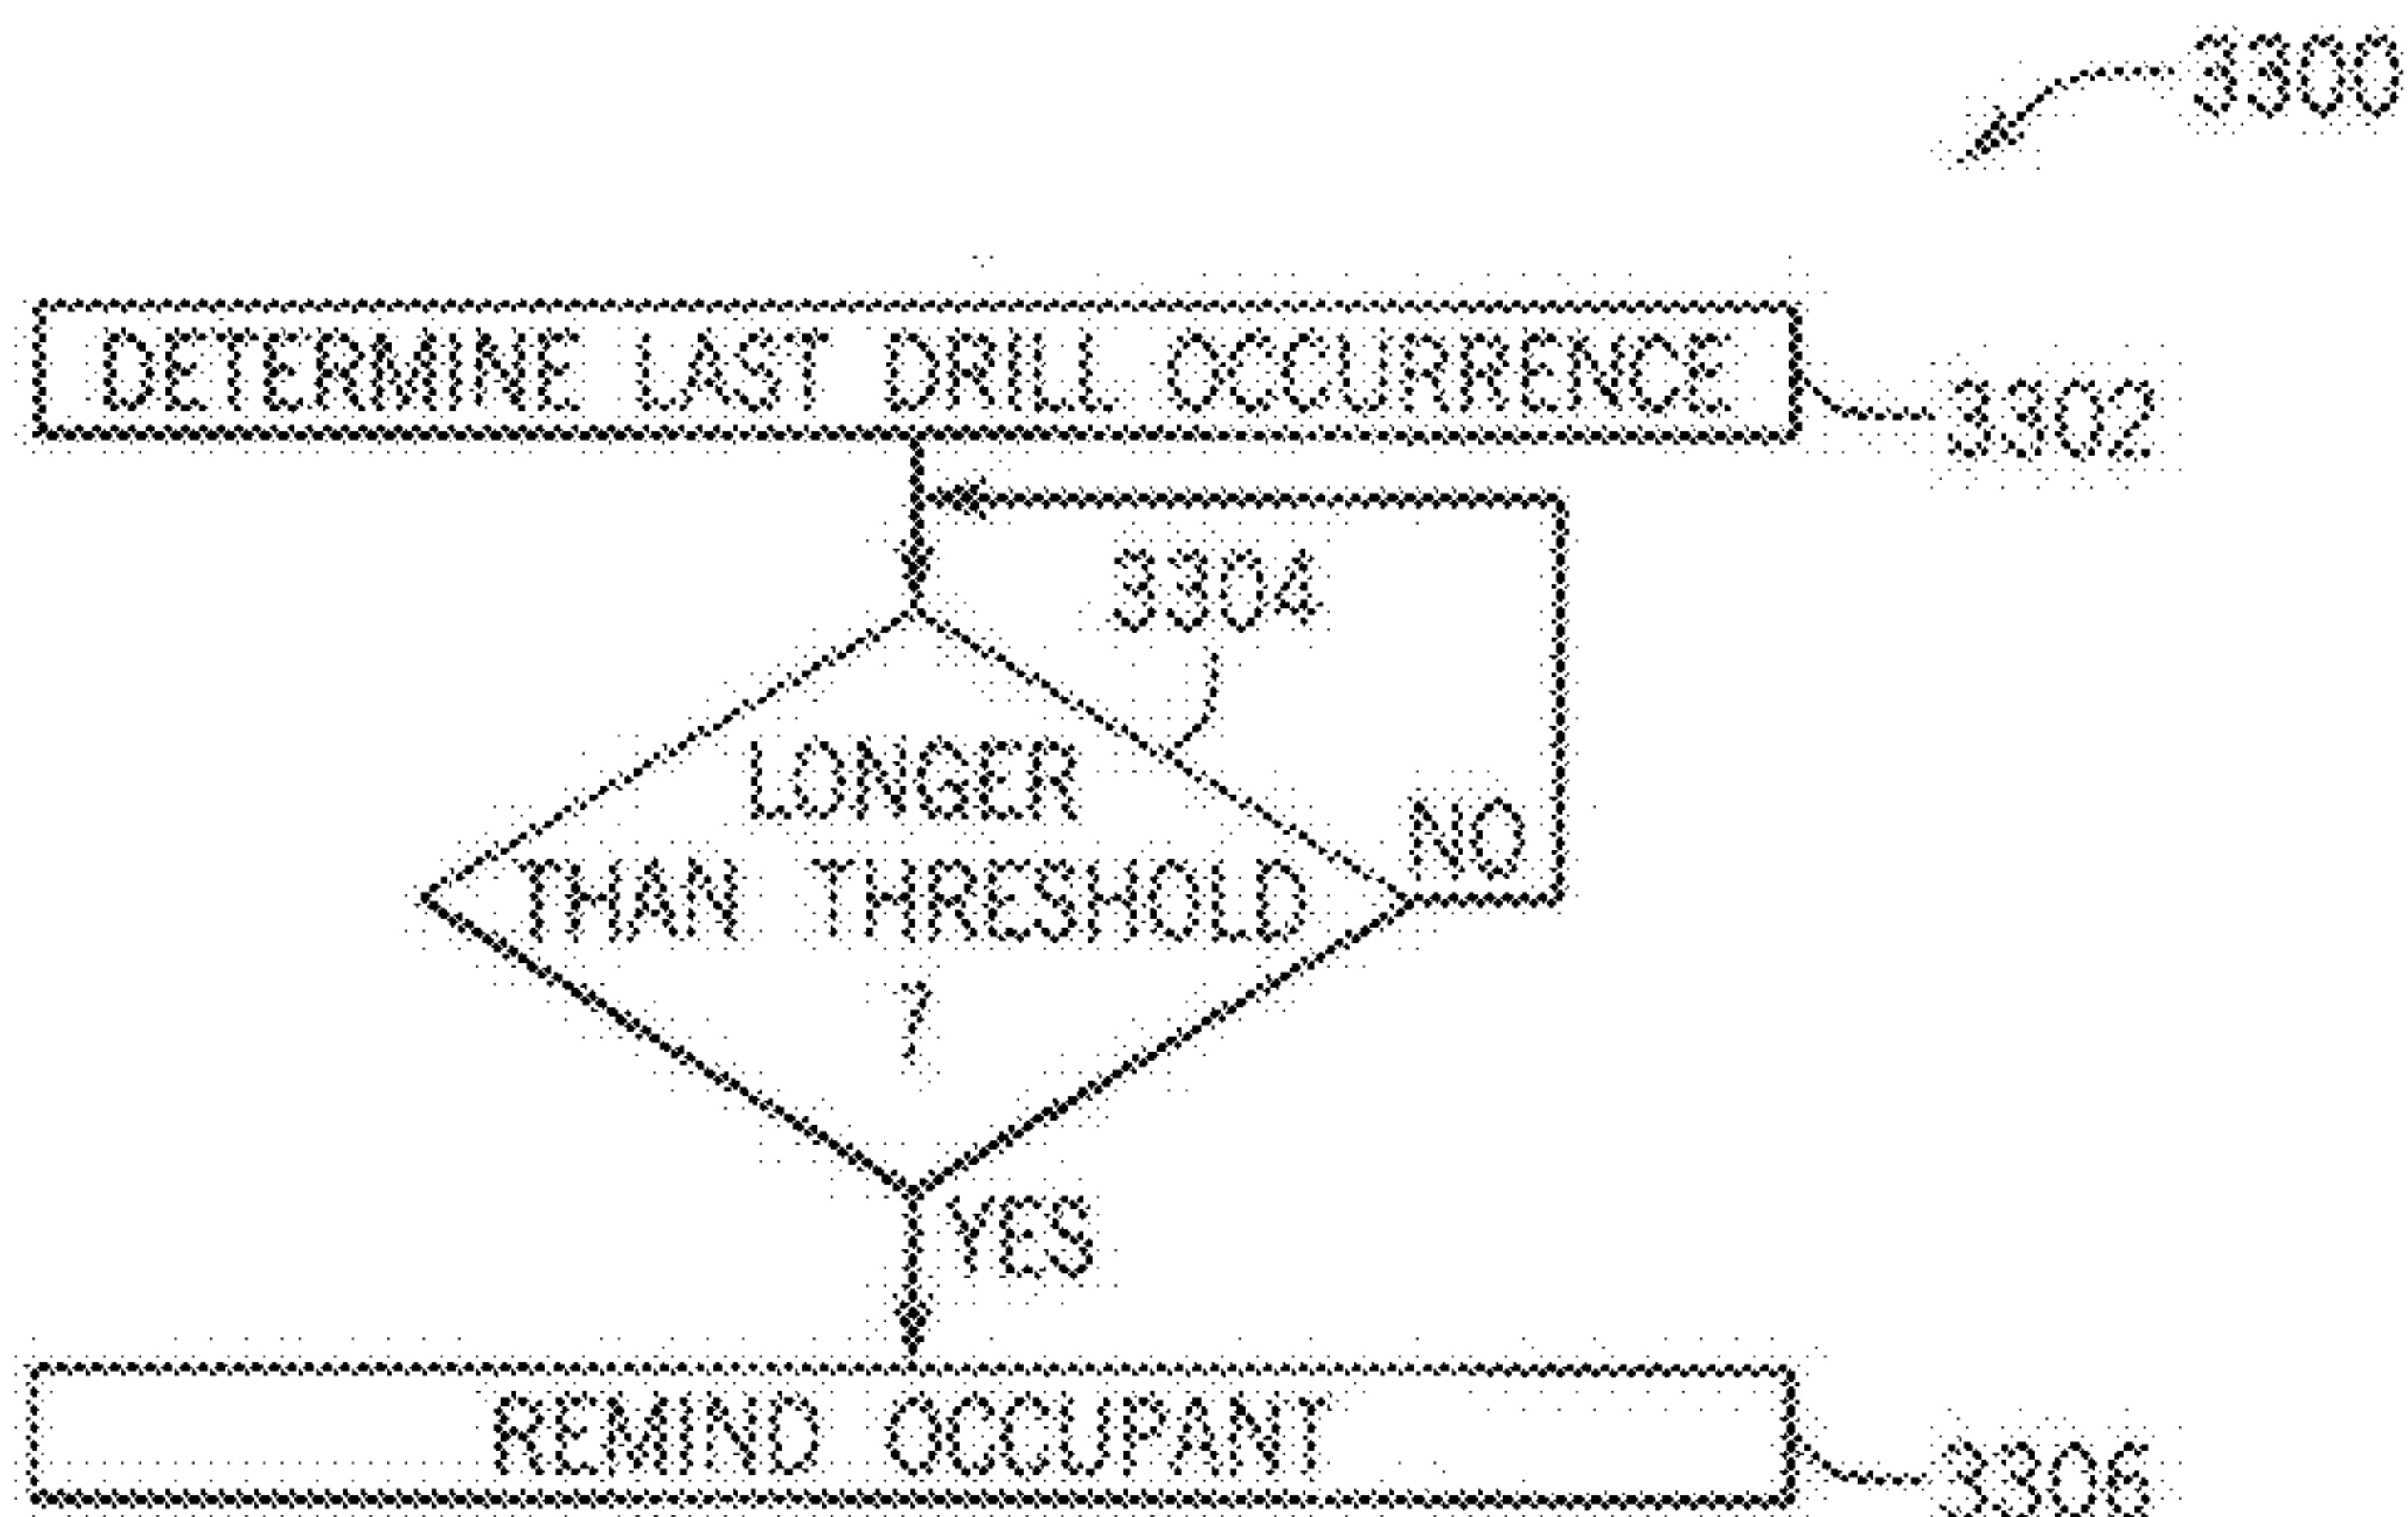 3300
DETERMINE LAST DRILL OCCURRENCE
3302
3304
LONGER
THAN THRESHOLD
?
NO
YES
REMIND OCCUPANT
3306